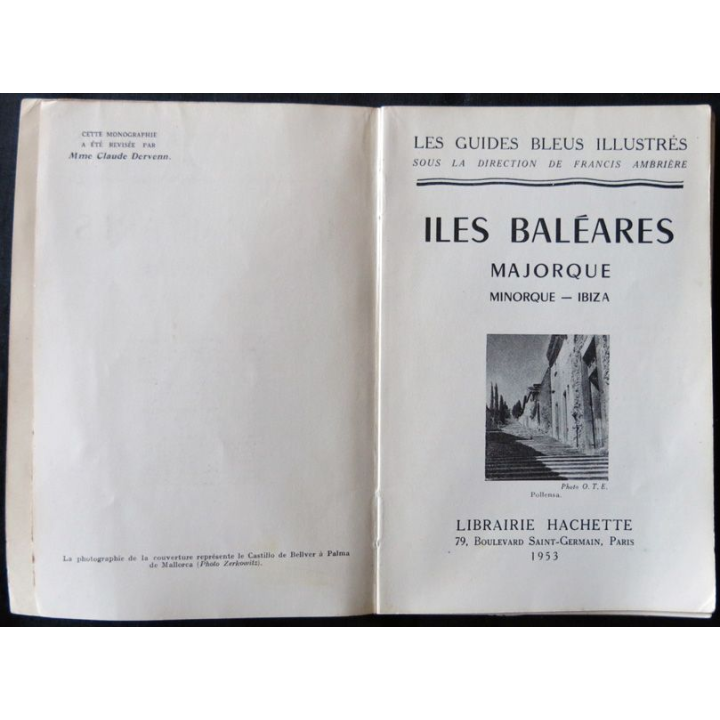 CETTE MONOGRAPHIE
A ÉTÉ REVISÉE PAR
Mme Claude Dervenn.
La photographie de la couverture représente le Castillo de Bellver à Palma
de Mallorca (Photo Zerkowitz).
LES GUIDES BLEUS ILLUSTRÉS
SOUS LA DIRECTION DE FRANCIS AMBRIÈRE
ILES BALÉARES
MAJORQUE
MINORQUE — IBIZA
Photo O. T. E.
Pollensa.
LIBRAIRIE HACHETTE
79, BOULEVARD SAINT-GERMAIN, PARIS
1953